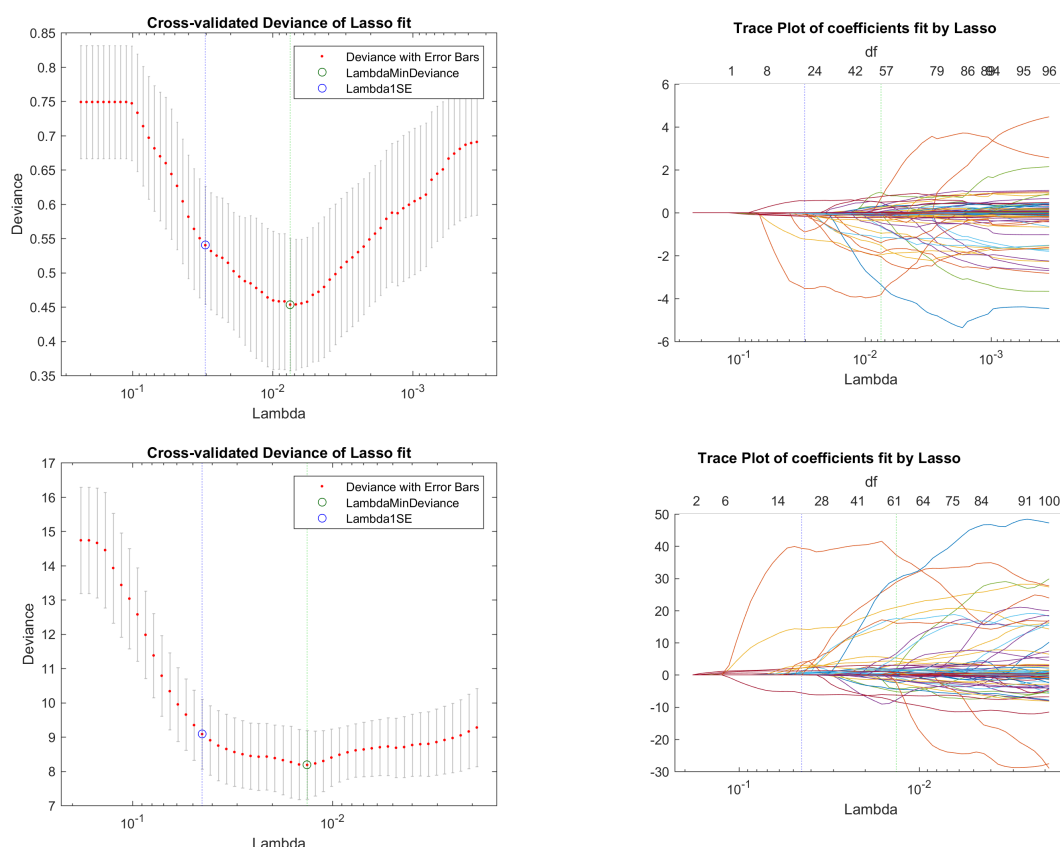 Cross-validated Deviance of Lasso fit
0.85
0.8
0.75
0.7
0.65
0.6
0.55
0.5
0.45
0.4
0.35
Deviance
Deviance with Error Bars
LambdaMinDeviance
Lambda1SE
10^-1 10^-2 10^-3
Lambda
Trace Plot of coefficients fit by Lasso
df
1 8 24 42 57 79 86 94 95 96
6
4
2
0
-2
-4
-6
10^-1 10^-2 10^-3
Lambda
Cross-validated Deviance of Lasso fit
17
16
15
14
13
12
11
10
9
8
7
Deviance
Deviance with Error Bars
LambdaMinDeviance
Lambda1SE
10^-1 10^-2
Lambda
Trace Plot of coefficients fit by Lasso
df
2 6 14 28 41 61 64 75 84 91 100
50
40
30
20
10
0
-10
-20
-30
10^-1 10^-2
Lambda